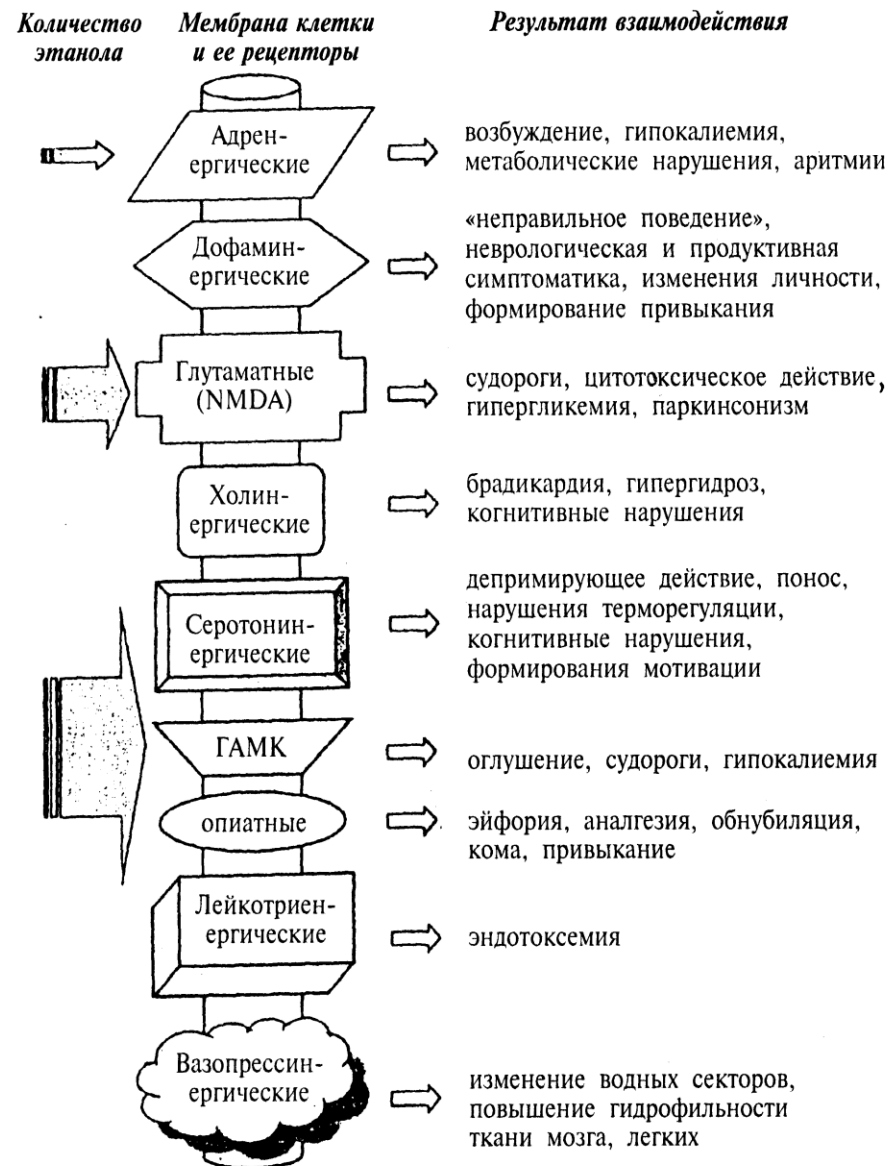 Количество этанола
Мембрана клетки и ее рецепторы
Результат взаимодействия
Адрен-
ергические
возбуждение, гипокалиемия,
метаболические нарушения, аритмии
Дофамин-
ергические
«неправильное поведение»,
неврологическая и продуктивная
симптоматика, изменения личности,
формирование привыкания
Глутаматные
(NMDA)
судороги, цитотоксическое действие,
гипергликемия, паркинсонизм
Холин-
ергические
брадикардия, гипергидроз,
когнитивные нарушения
Серотонин-
ергические
депримирующее действие, понос,
нарушения терморегуляции,
когнитивные нарушения,
формирования мотивации
ГАМК
оглушение, судороги, гипокалиемия
опиатные
эйфория, аналгезия, обнубиляция,
кома, привыкание
Лейкотриен-
ергические
эндотоксемия
Вазопрессин-
ергические
изменение водных секторов,
повышение гидрофильности
ткани мозга, легких